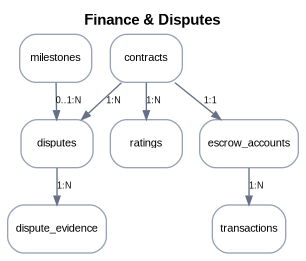 Finance & Disputes
milestones
contracts
0..1:N
1:N
1:N
1:1
disputes
ratings
escrow_accounts
1:N
1:N
dispute_evidence
transactions